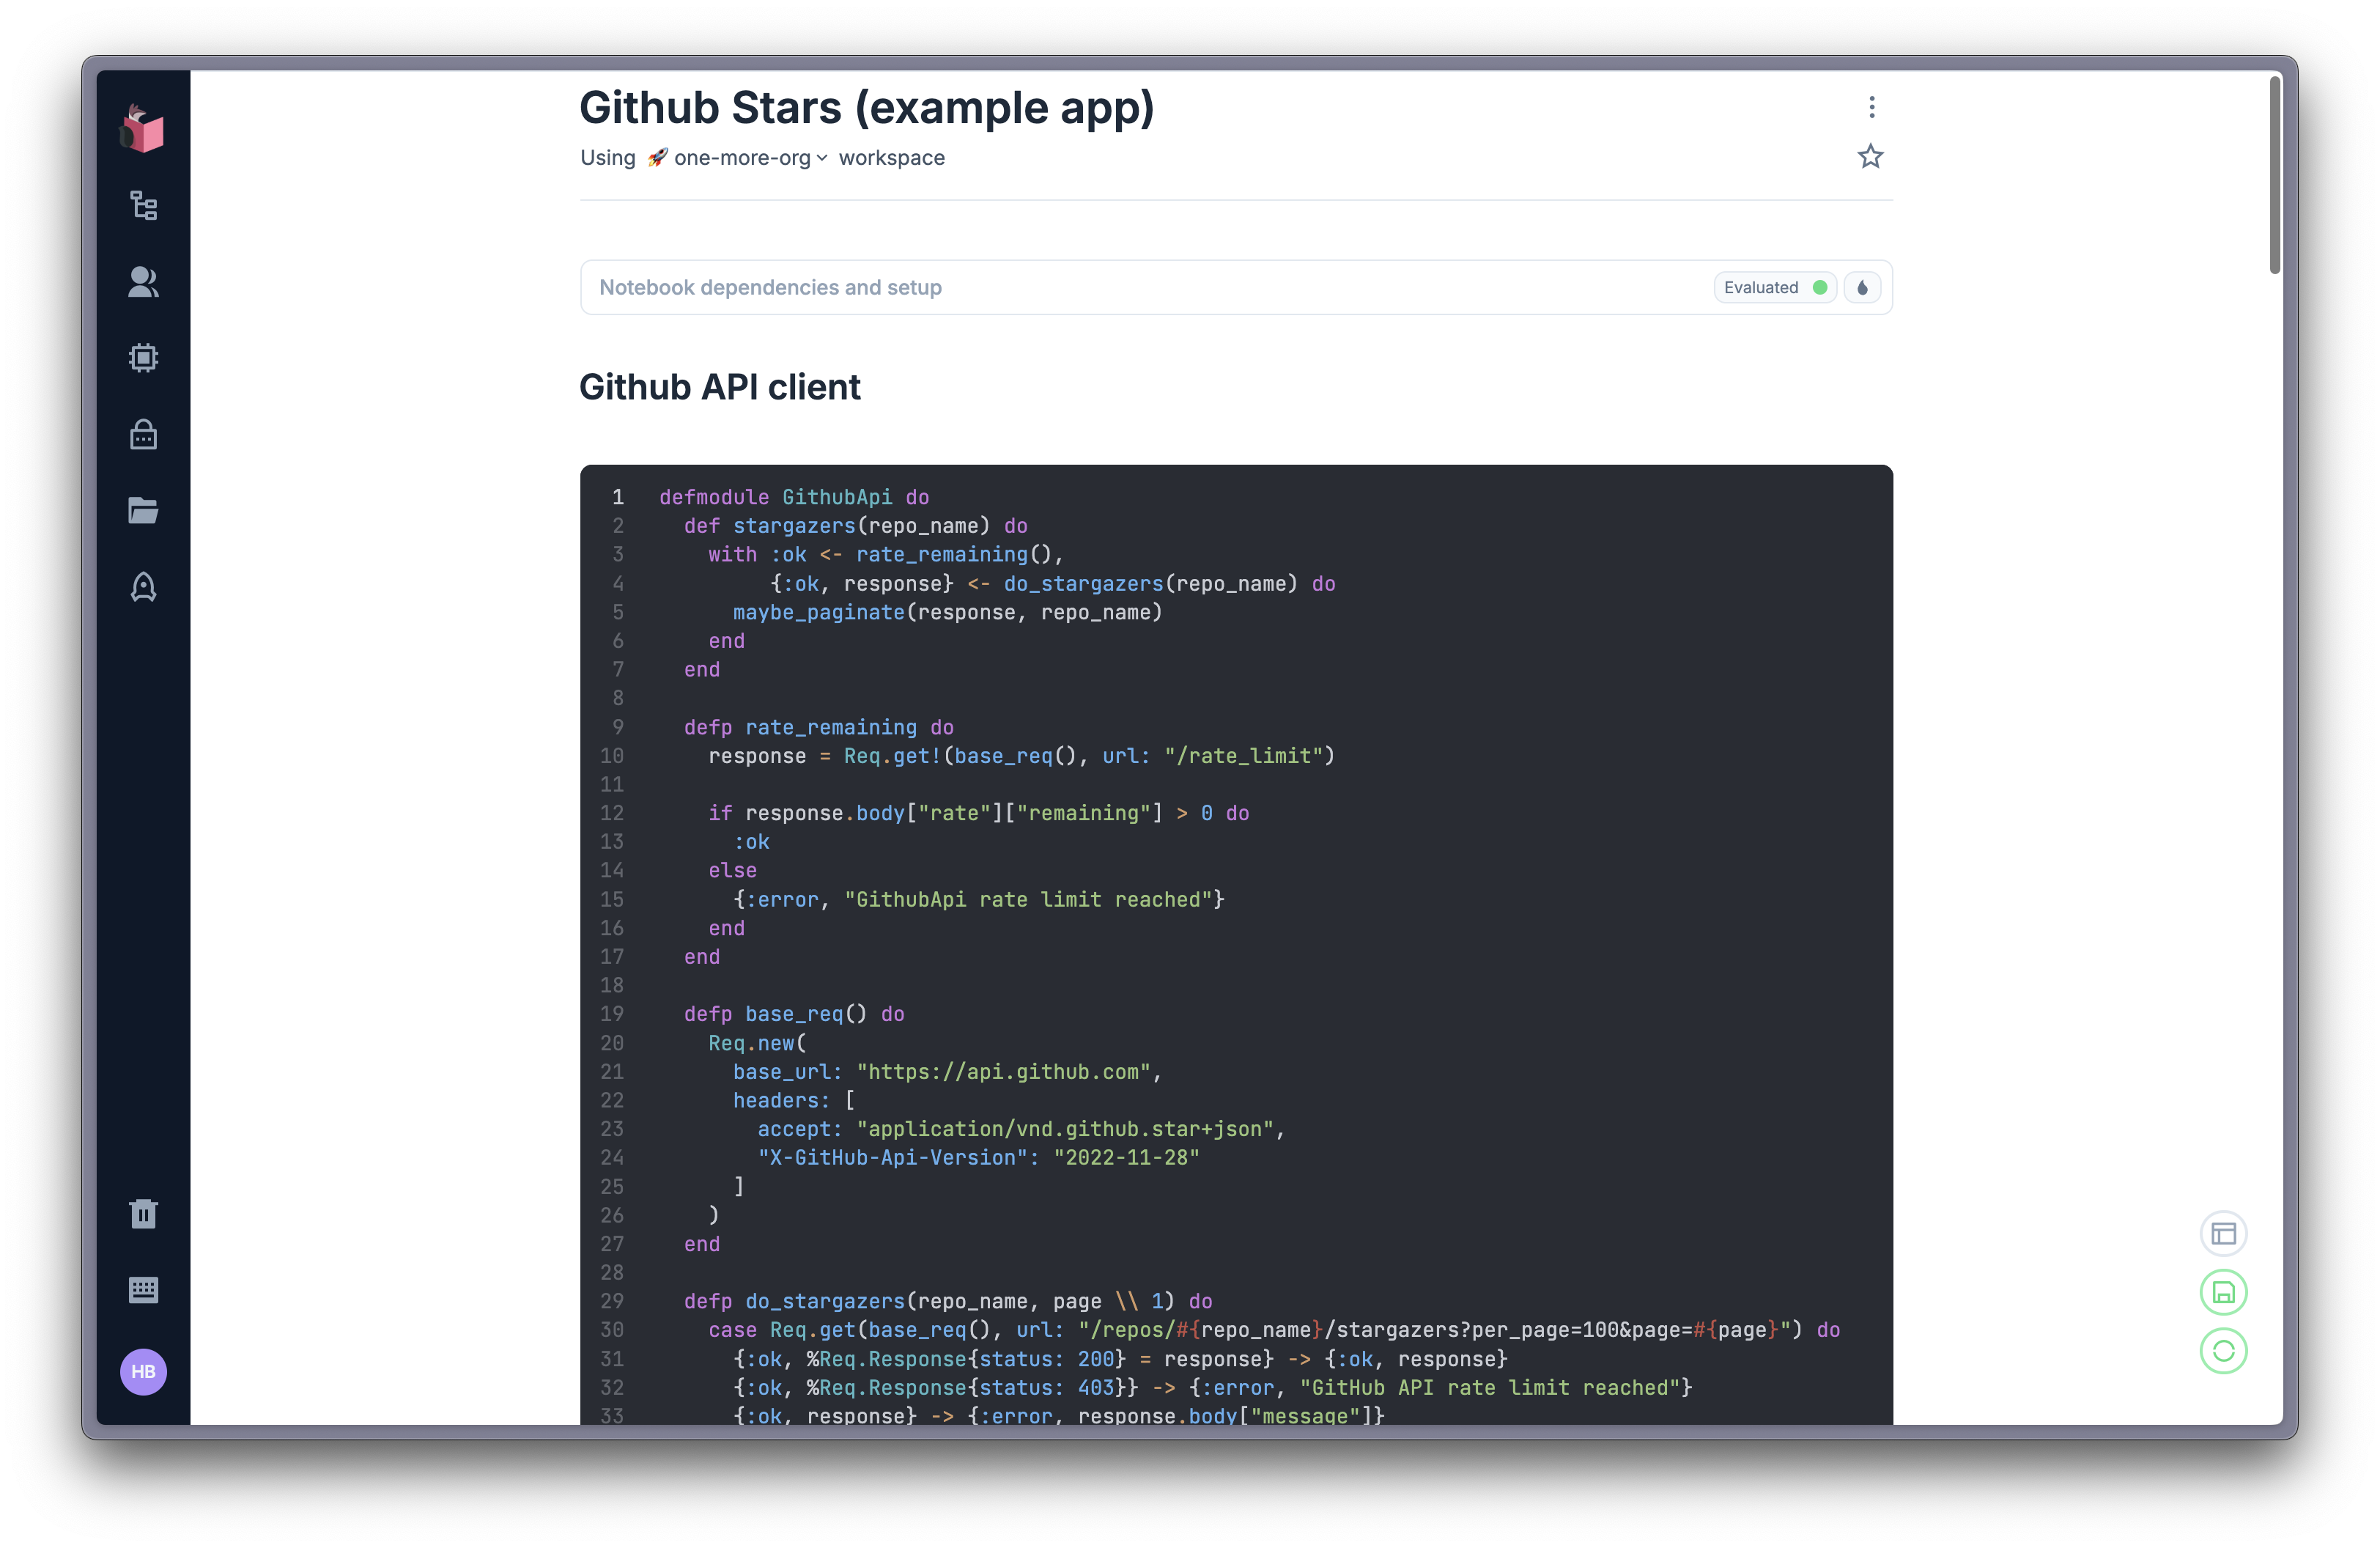 Github Stars (example app)
Using 🚀 one-more-org workspace
Notebook dependencies and setup
Evaluated
Github API client
1 defmodule GithubApi do
2   def stargazers(repo_name) do
3     with :ok <- rate_remaining(),
4          {:ok, response} <- do_stargazers(repo_name) do
5       maybe_paginate(response, repo_name)
6     end
7   end
8
9   defp rate_remaining do
10     response = Req.get!(base_req(), url: "/rate_limit")
11
12     if response.body["rate"]["remaining"] > 0 do
13       :ok
14     else
15       {:error, "GithubApi rate limit reached"}
16     end
17   end
18
19   defp base_req() do
20     Req.new(
21       base_url: "https://api.github.com",
22       headers: [
23         accept: "application/vnd.github.star+json",
24         "X-GitHub-Api-Version": "2022-11-28"
25       ]
26     )
27   end
28
29   defp do_stargazers(repo_name, page \\ 1) do
30     case Req.get(base_req(), url: "/repos/#{repo_name}/stargazers?per_page=100&page=#{page}") do
31       {:ok, %Req.Response{status: 200} = response} -> {:ok, response}
32       {:ok, %Req.Response{status: 403}} -> {:error, "GitHub API rate limit reached"}
33       {:ok, response} -> {:error, response.body["message"]}
HB